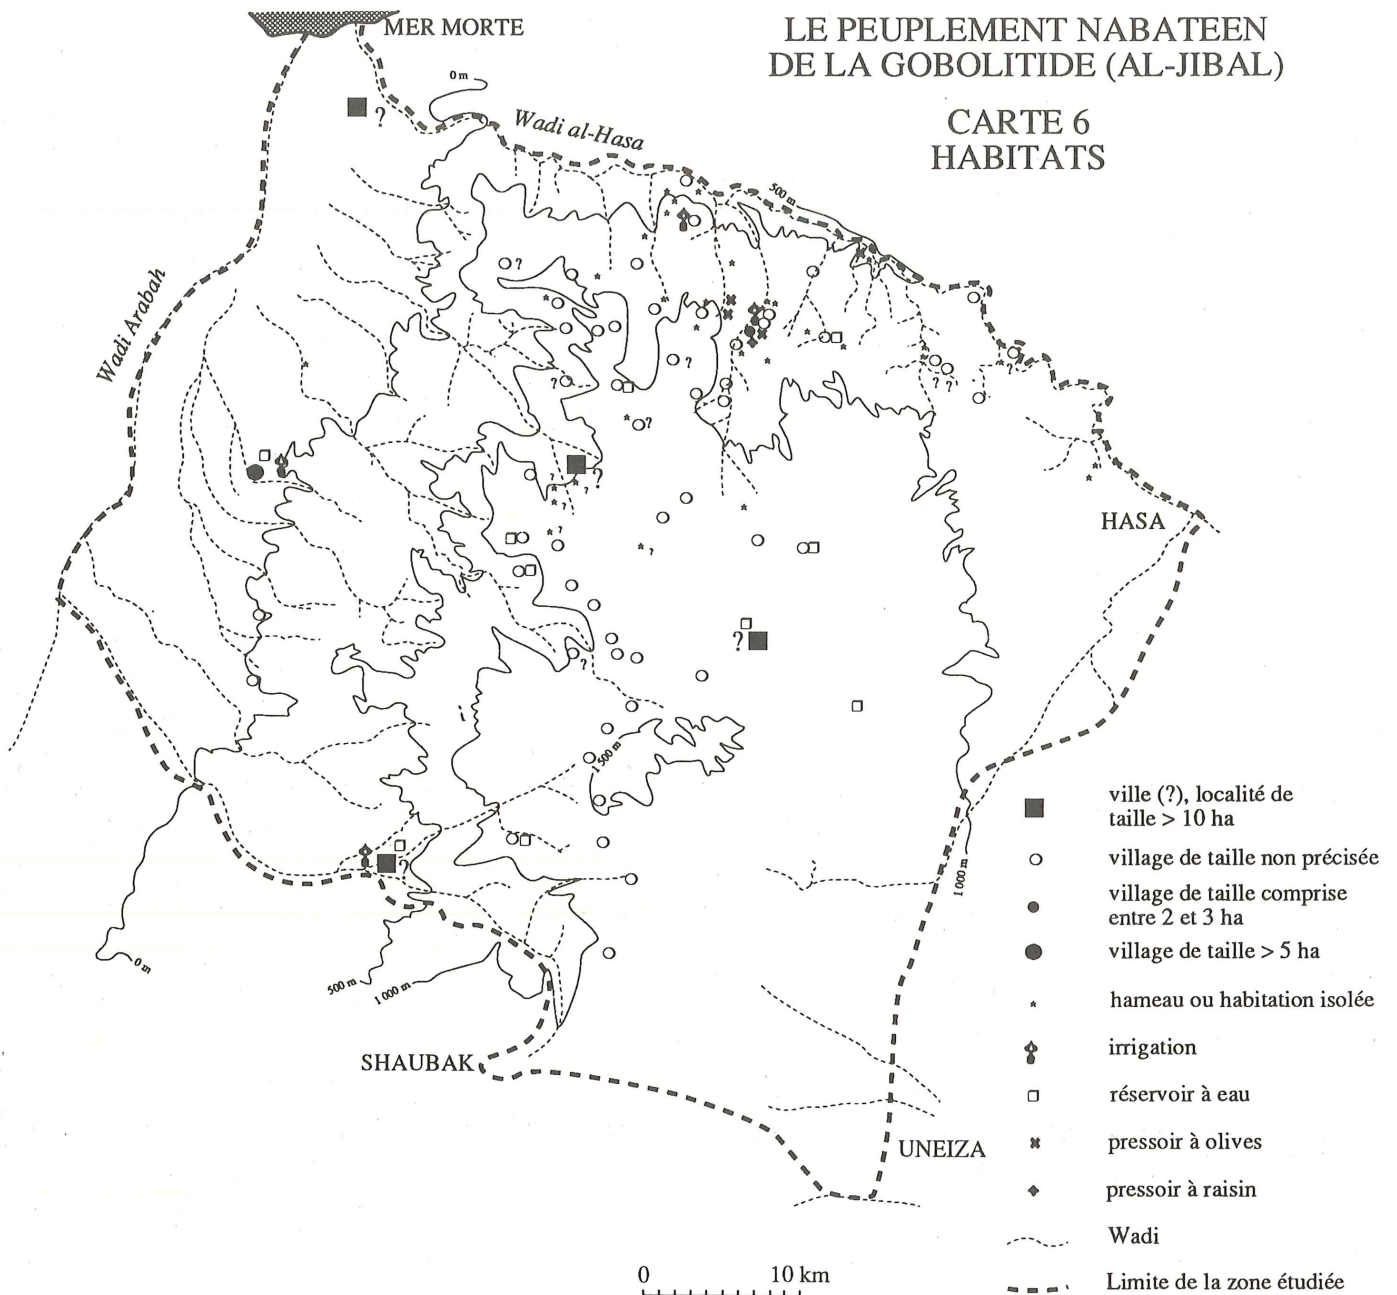 LE PEUPLEMENT NABATEEN
DE LA GOBOLITIDE (AL-JIBAL)
CARTE 6
HABITATS
MER MORTE
0 m
?
Wadi al-Hasa
500 m
?
Wadi Arabah
?
?
?
?
?
?
?
?
?
?
?
?
?
HASA
?
?
1 500 m
ville (?), localité de
taille > 10 ha
village de taille non précisée
village de taille comprise
entre 2 et 3 ha
village de taille > 5 ha
hameau ou habitation isolée
irrigation
réservoir à eau
pressoir à olives
pressoir à raisin
Wadi
Limite de la zone étudiée
?
1 000 m
0 m
500 m
1 000 m
SHAUBAK
UNEIZA
0
10 km